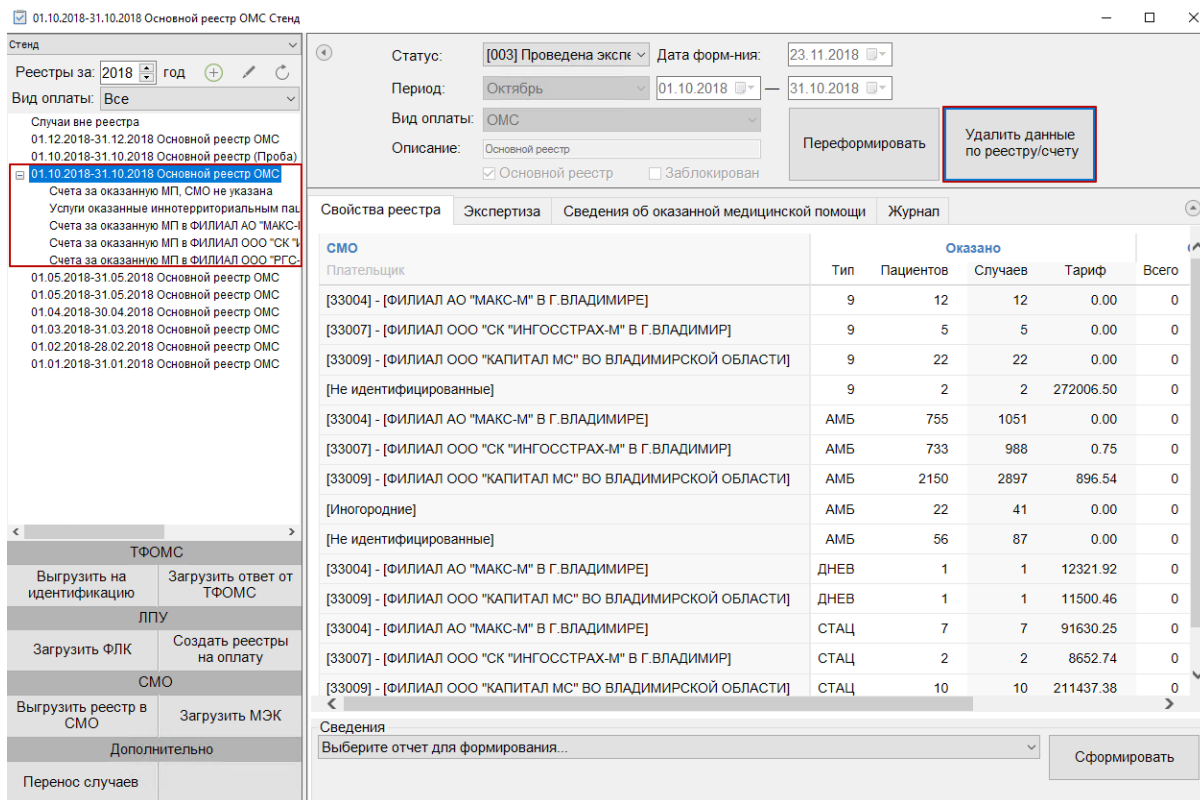 01.10.2018-31.10.2018 Основной реестр ОМС Стенд
Стенд
Реестры за: 2018 год
Вид оплаты: Все
Случаи вне реестра
01.12.2018-31.12.2018 Основной реестр ОМС
01.10.2018-31.10.2018 Основной реестр (Проба)
01.10.2018-31.10.2018 Основной реестр ОМС
Счета за оказанную МП, СМО не указана
Услуги оказанные иннотерриториальным пац
Счета за оказанную МП в ФИЛИАЛ АО "МАКС-
Счета за оказанную МП в ФИЛИАЛ ООО "СК "И
Счета за оказанную МП в ФИЛИАЛ ООО "РГС-
01.05.2018-31.05.2018 Основной реестр ОМС
01.05.2018-31.05.2018 Основной реестр ОМС
01.04.2018-30.04.2018 Основной реестр ОМС
01.03.2018-31.03.2018 Основной реестр ОМС
01.02.2018-28.02.2018 Основной реестр ОМС
01.01.2018-31.01.2018 Основной реестр ОМС
ТФОМС
Выгрузить на идентификацию
Загрузить ответ от ТФОМС
ЛПУ
Загрузить ФЛК
Создать реестры на оплату
СМО
Выгрузить реестр в СМО
Загрузить МЭК
Дополнительно
Перенос случаев
Статус: [003] Проведена экспе Дата форм-ния: 23.11.2018
Период: Октябрь 01.10.2018 — 31.10.2018
Вид оплаты: ОМС
Описание: Основной реестр
Основной реестр Заблокирован
Переформировать
Удалить данные по реестру/счету
Свойства реестра Экспертиза Сведения об оказанной медицинской помощи Журнал
СМО Оказано
Плательщик Тип Пациентов Случаев Тариф Всего
[33004] - [ФИЛИАЛ АО "МАКС-М" В Г.ВЛАДИМИРЕ] 9 12 12 0.00 0
[33007] - [ФИЛИАЛ ООО "СК "ИНГОССТРАХ-М" В Г.ВЛАДИМИР] 9 5 5 0.00 0
[33009] - [ФИЛИАЛ ООО "КАПИТАЛ МС" ВО ВЛАДИМИРСКОЙ ОБЛАСТИ] 9 22 22 0.00 0
[Не идентифицированные] 9 2 2 272006.50 0
[33004] - [ФИЛИАЛ АО "МАКС-М" В Г.ВЛАДИМИРЕ] АМБ 755 1051 0.00 0
[33007] - [ФИЛИАЛ ООО "СК "ИНГОССТРАХ-М" В Г.ВЛАДИМИР] АМБ 733 988 0.75 0
[33009] - [ФИЛИАЛ ООО "КАПИТАЛ МС" ВО ВЛАДИМИРСКОЙ ОБЛАСТИ] АМБ 2150 2897 896.54 0
[Иногородние] АМБ 22 41 0.00 0
[Не идентифицированные] АМБ 56 87 0.00 0
[33004] - [ФИЛИАЛ АО "МАКС-М" В Г.ВЛАДИМИРЕ] ДНЕВ 1 1 12321.92 0
[33009] - [ФИЛИАЛ ООО "КАПИТАЛ МС" ВО ВЛАДИМИРСКОЙ ОБЛАСТИ] ДНЕВ 1 1 11500.46 0
[33004] - [ФИЛИАЛ АО "МАКС-М" В Г.ВЛАДИМИРЕ] СТАЦ 7 7 91630.25 0
[33007] - [ФИЛИАЛ ООО "СК "ИНГОССТРАХ-М" В Г.ВЛАДИМИР] СТАЦ 2 2 8652.74 0
[33009] - [ФИЛИАЛ ООО "КАПИТАЛ МС" ВО ВЛАДИМИРСКОЙ ОБЛАСТИ] СТАЦ 10 10 211437.38 0
Сведения
Выберите отчет для формирования...
Сформировать